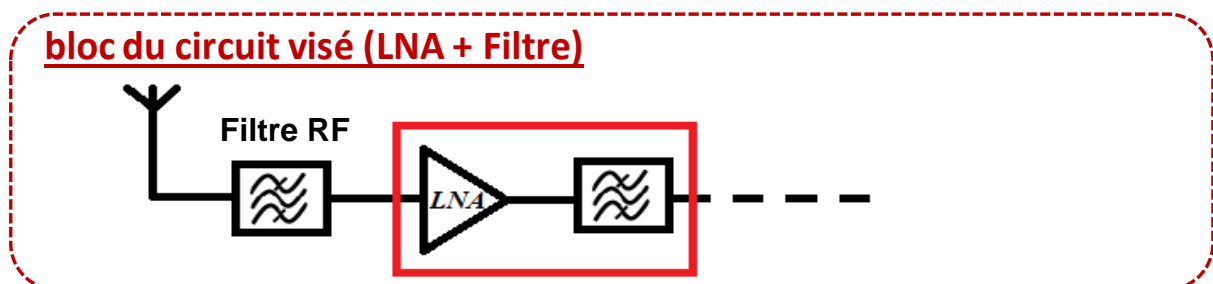 bloc du circuit visé (LNA + Filtre)
Filtre RF
LNA